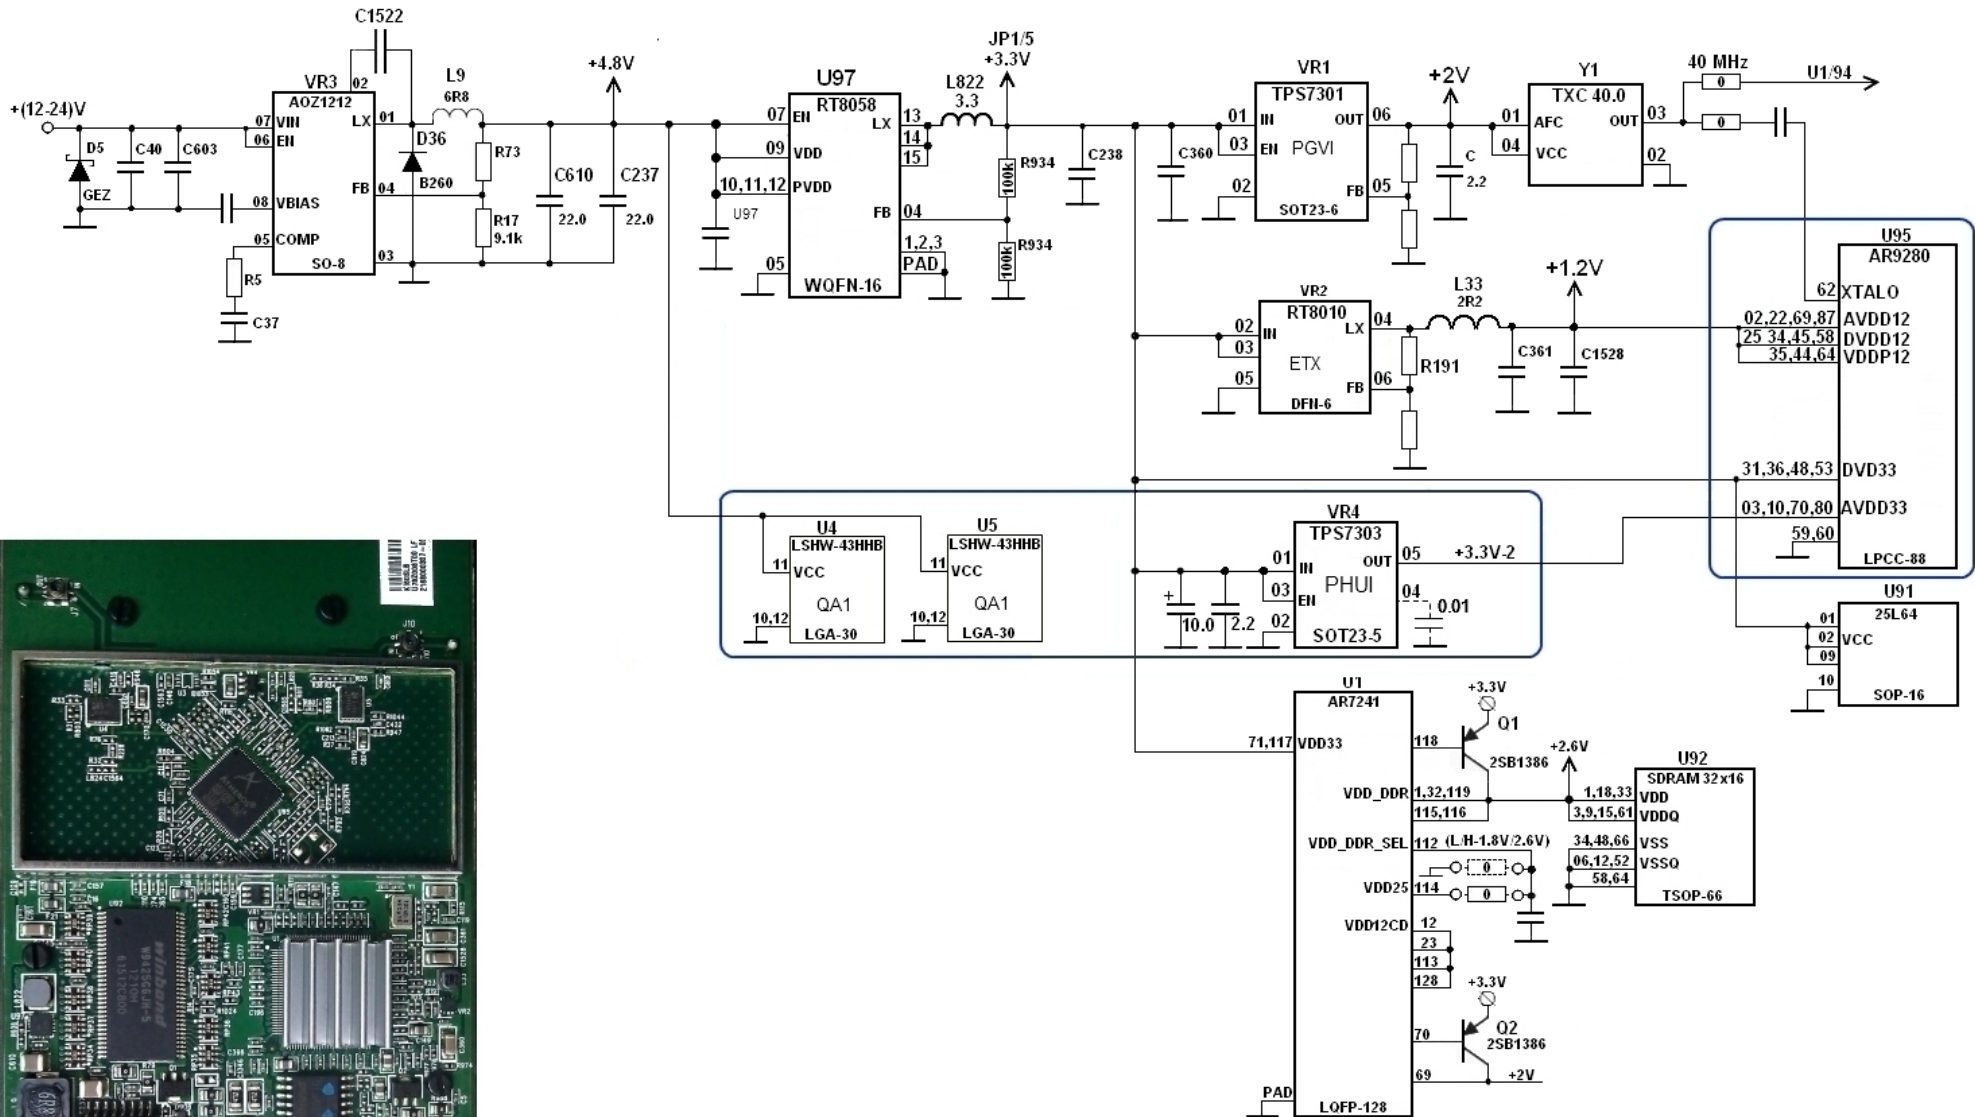 C1522
JP1/5
+3.3V
VR3
02
L9
6R8
+4.8V
U97
L822
3.3
VR1
+2V
Y1
40 MHz
0
U1/94
+(12-24)V
AOZ1212
07 VIN
06 EN
LX 01
D5
GEZ
C40
C603
D36
B260
R73
FB 04
08 VBIAS
05 COMP
03
SO-8
R17
9.1k
R5
C37
C610
22.0
C237
22.0
RT8058
07 EN
LX
13
14
15
09 VDD
10,11,12 PVDD
U97
FB 04
1,2,3
PAD
05
WQFN-16
R934
100k
R934
100k
C238
C360
TPS7301
01 IN
OUT 06
03 EN
PGVI
02
FB 05
SOT23-6
C
2.2
TXC 40.0
01 AFC
OUT 03
04 VCC
02
0
VR2
RT8010
02 IN
LX 04
03
ETX
05
FB 06
DFN-6
L33
2R2
+1.2V
R191
C361
C1528
U95
AR9280
62 XTALO
02,22,69,87 AVDD12
25 34,45,58 DVDD12
35,44,64 VDDP12
31,36,48,53 DVD33
03,10,70,80 AVDD33
59,60
LPCC-88
U4
LSHW-43HHB
11 VCC
QA1
10,12
LGA-30
U5
LSHW-43HHB
11 VCC
QA1
10,12
LGA-30
VR4
TPS7303
01 IN
OUT 05
+3.3V-2
03 EN
PHUI
04
0.01
02
SOT23-5
+
10.0
2.2
U91
25L64
01
02 VCC
09
10
SOP-16
U1
AR7241
71,117 VDD33
118
+3.3V
Q1
2SB1386
+2.6V
VDD_DDR 1,32,119
115,116
VDD_DDR_SEL 112 (L/H-1.8V/2.6V)
0
VDD25 114
0
VDD12CD 12
23
113
128
+3.3V
70
Q2
2SB1386
69
+2V
PAD
LQFP-128
U92
SDRAM 32x16
1,18,33 VDD
3,9,15,61 VDDQ
34,48,66 VSS
06,12,52 VSSQ
58,64
TSOP-66
OUT
IN
J7
J10
U92
winbond
W9425G6JH-5
1210H
U1
Y1
VR2
Q1
6R8